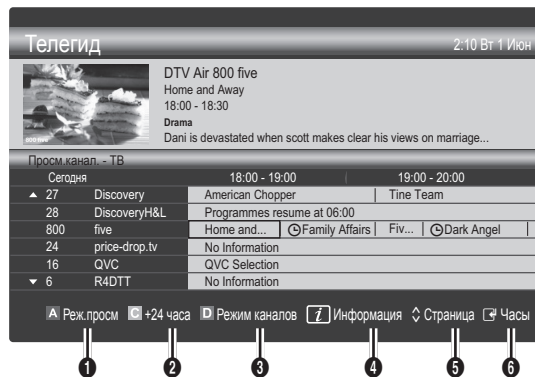 Телегид 2:10 Вт 1 Июн
DTV Air 800 five
Home and Away
18:00 - 18:30
Drama
Dani is devastated when scott makes clear his views on marriage...
800 five
Просм.канал. - ТВ
Сегодня 18:00 - 19:00 19:00 - 20:00
▲ 27 Discovery American Chopper Tine Team
28 DiscoveryH&L Programmes resume at 06:00
800 five Home and... Family Affairs Fiv... Dark Angel
24 price-drop.tv No Information
16 QVC QVC Selection
▼ 6 R4DTT No Information
A Реж.просм C +24 часа D Режим каналов i Информация Страница Часы
1 2 3 4 5 6